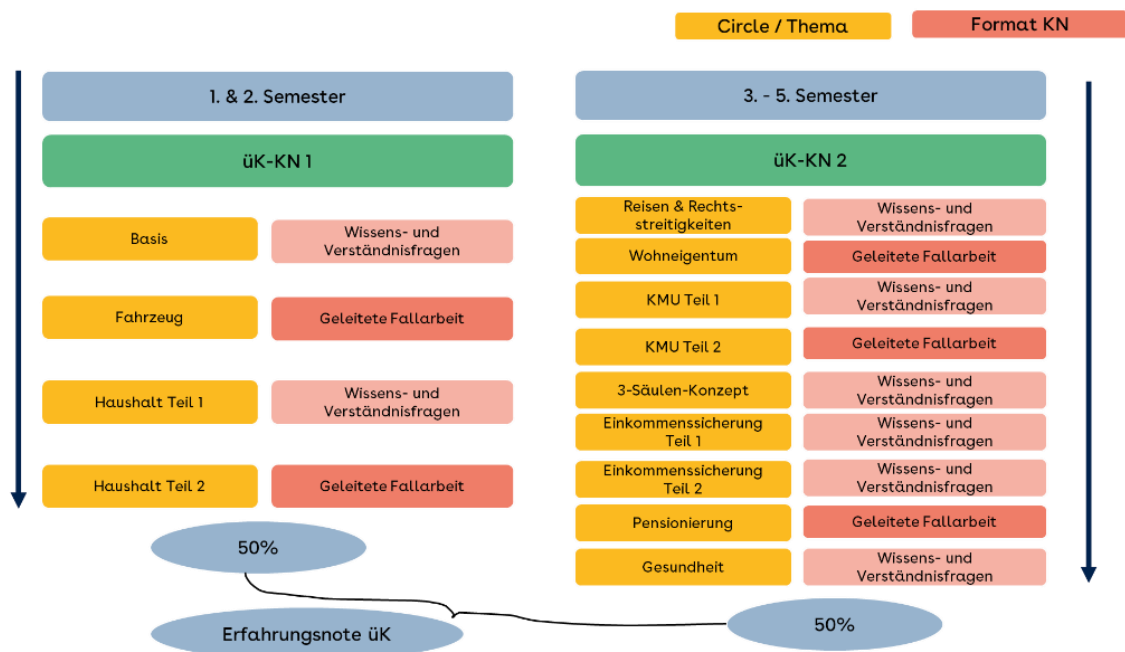 Circle / Thema
Format KN
1. & 2. Semester
üK-KN 1
Basis
Wissens- und
Verständnisfragen
Fahrzeug
Geleitete Fallarbeit
Haushalt Teil 1
Wissens- und
Verständnisfragen
Haushalt Teil 2
Geleitete Fallarbeit
50%
Erfahrungsnote üK
3. - 5. Semester
üK-KN 2
Reisen & Rechts-
streitigkeiten
Wissens- und
Verständnisfragen
Wohneigentum
Geleitete Fallarbeit
KMU Teil 1
Wissens- und
Verständnisfragen
KMU Teil 2
Geleitete Fallarbeit
3-Säulen-Konzept
Wissens- und
Verständnisfragen
Einkommenssicherung
Teil 1
Wissens- und
Verständnisfragen
Einkommenssicherung
Teil 2
Wissens- und
Verständnisfragen
Pensionierung
Geleitete Fallarbeit
Gesundheit
Wissens- und
Verständnisfragen
50%